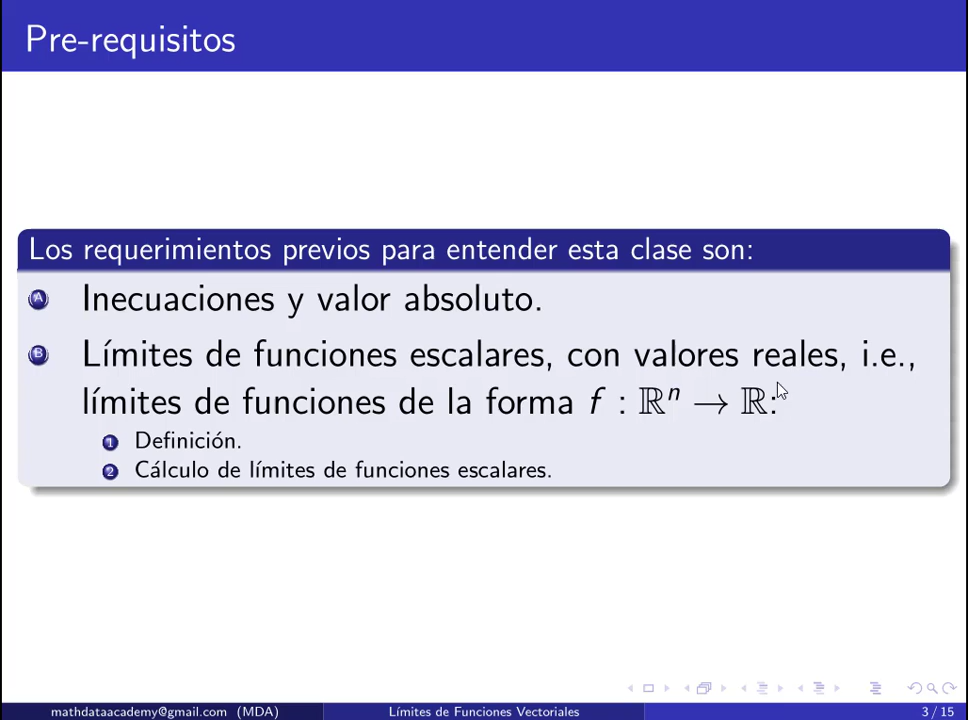 Pre-requisitos
Los requerimientos previos para entender esta clase son:
A Inecuaciones y valor absoluto.
B Límites de funciones escalares, con valores reales, i.e.,
límites de funciones de la forma f : ℝⁿ → ℝ:
1 Definición.
2 Cálculo de límites de funciones escalares.
mathdataacademy@gmail.com (MDA) Límites de Funciones Vectoriales 3 / 15